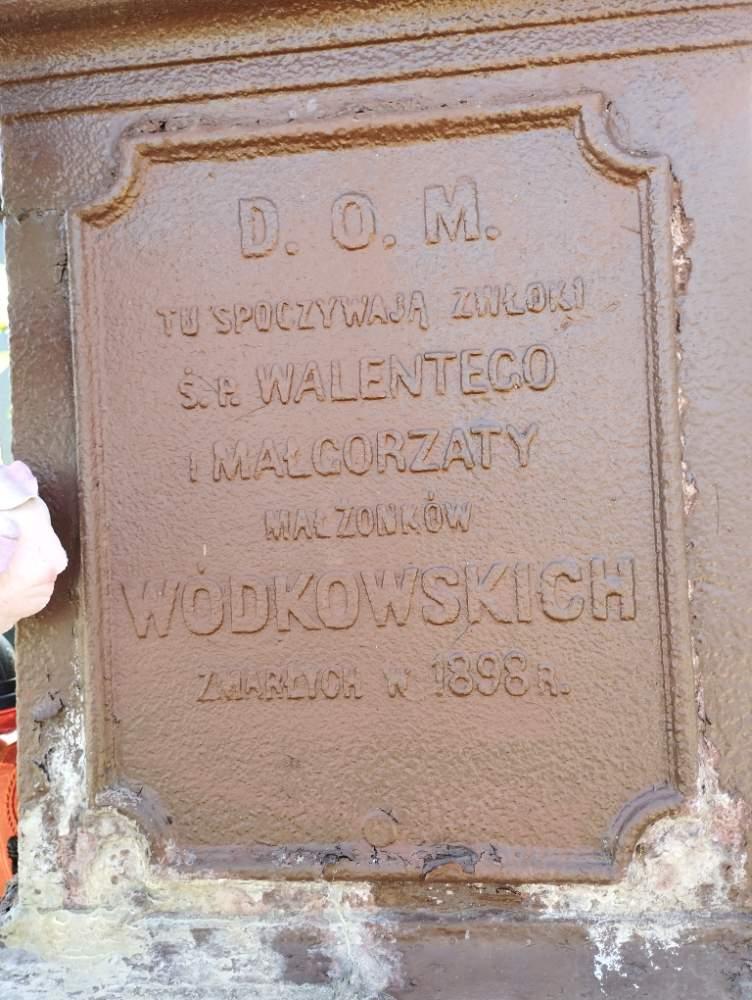 D. O. M.
TU SPOCZYWAJĄ ZWŁOKI
Ś. P. WALENTEGO
I MAŁGORZATY
MAŁŻONKÓW
WÓDKOWSKICH
ZMARŁYCH W 1898 R.